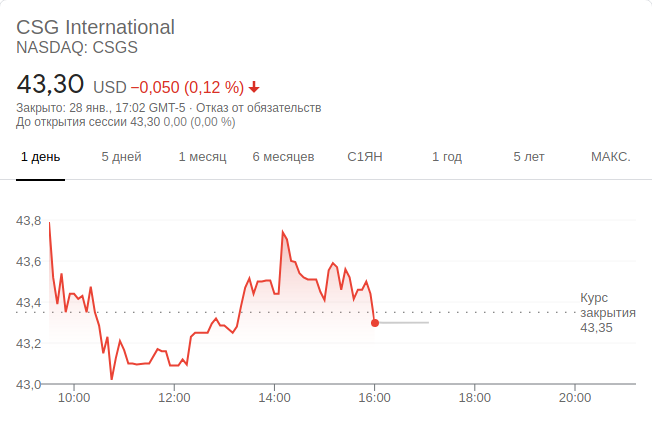 CSG International
NASDAQ: CSGS
43,30 USD −0,050 (0,12 %)
Закрыто: 28 янв., 17:02 GMT-5 · Отказ от обязательств
До открытия сессии 43,30 0,00 (0,00 %)
1 день 5 дней 1 месяц 6 месяцев С1ЯН 1 год 5 лет МАКС.
43,8
43,6
43,4
43,2
43,0
Курс
закрытия
43,35
10:00 12:00 14:00 16:00 18:00 20:00